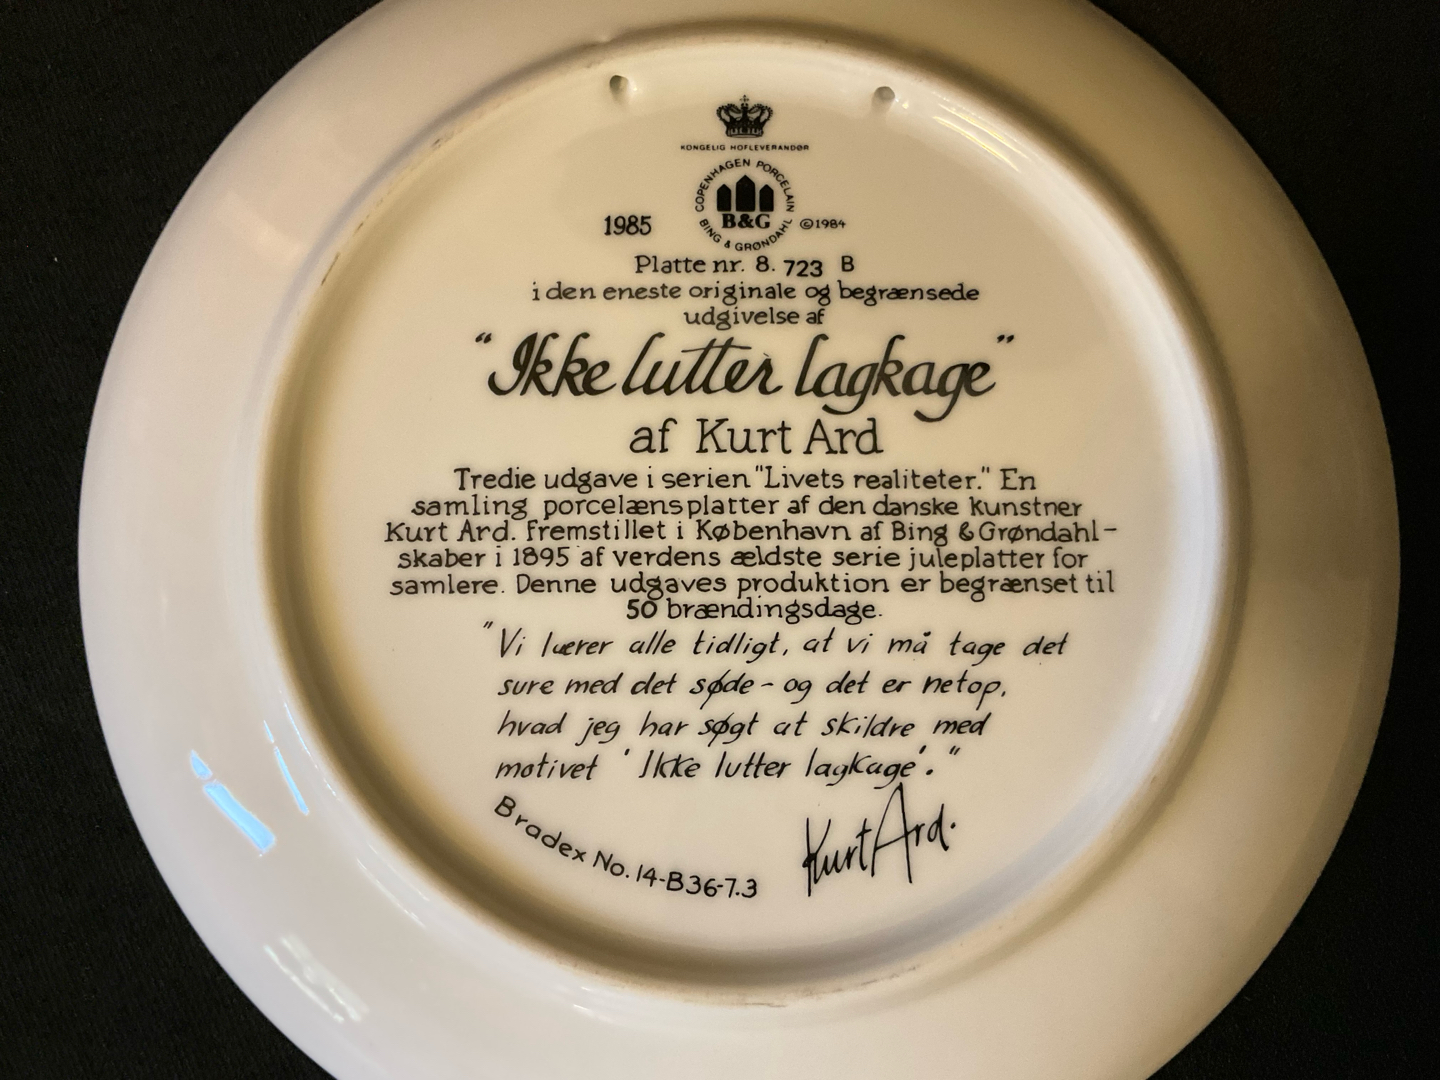 KONGELIG HOFLEVERANDØR
COPENHAGEN PORCELAIN
B&G
BING & GRØNDAHL
1985
©1984
Platte nr. 8.723 B
i den eneste originale og begrænsede
udgivelse af
"Ikke lutter lagkage"
af Kurt Ard
Tredie udgave i serien "Livets realiteter." En
samling porcelænsplatter af den danske kunstner
Kurt Ard. Fremstillet i København af Bing & Grøndahl-
skaber i 1895 af verdens ældste serie juleplatter for
samlere. Denne udgaves produktion er begrænset til
50 brændingsdage.
"Vi lærer alle tidligt, at vi må tage det
sure med det søde - og det er netop,
hvad jeg har søgt at skildre med
motivet 'Ikke lutter lagkage'."
Kurt Ard.
Bradex No. 14-B36-7.3